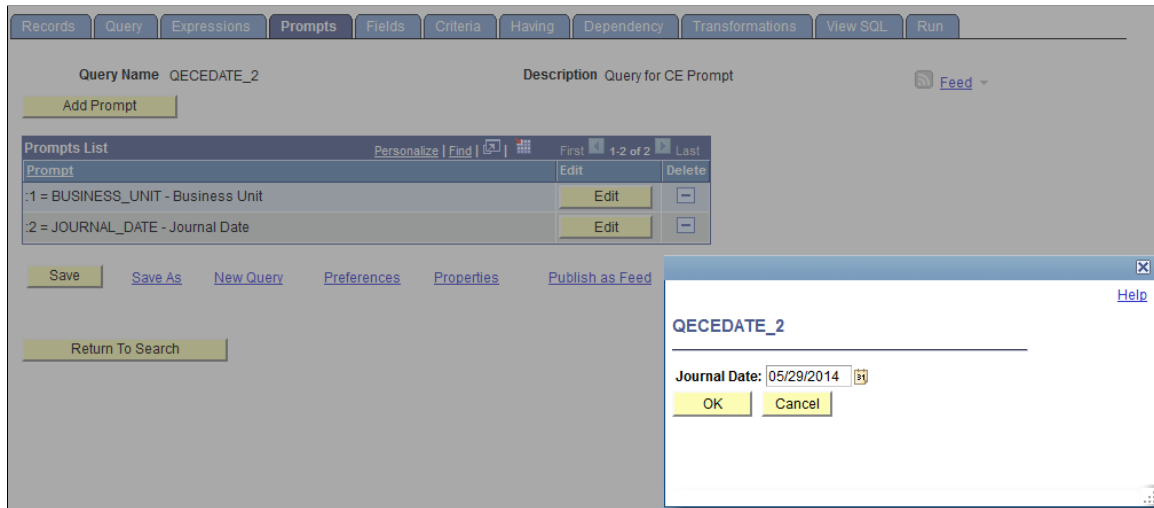 Records Query Expressions Prompts Fields Criteria Having Dependency Transformations View SQL Run
Query Name QECEDATE_2 Description Query for CE Prompt Feed
Add Prompt
Prompts List Personalize | Find | | First 1-2 of 2 Last
Prompt Edit Delete
:1 = BUSINESS_UNIT - Business Unit Edit
:2 = JOURNAL_DATE - Journal Date Edit
Save Save As New Query Preferences Properties Publish as Feed
Return To Search
Help
QECEDATE_2
Journal Date: 05/29/2014 31
OK Cancel